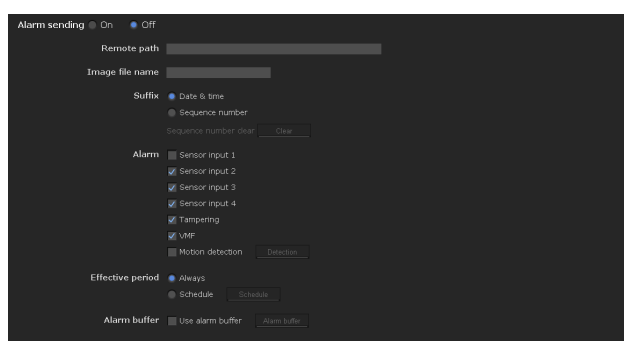 Alarm sending On Off
Remote path
Image file name
Suffix Date & time
Sequence number
Sequence number clear Clear
Alarm Sensor input 1
Sensor input 2
Sensor input 3
Sensor input 4
Tampering
VMF
Motion detection Detection
Effective period Always
Schedule Schedule
Alarm buffer Use alarm buffer Alarm buffer